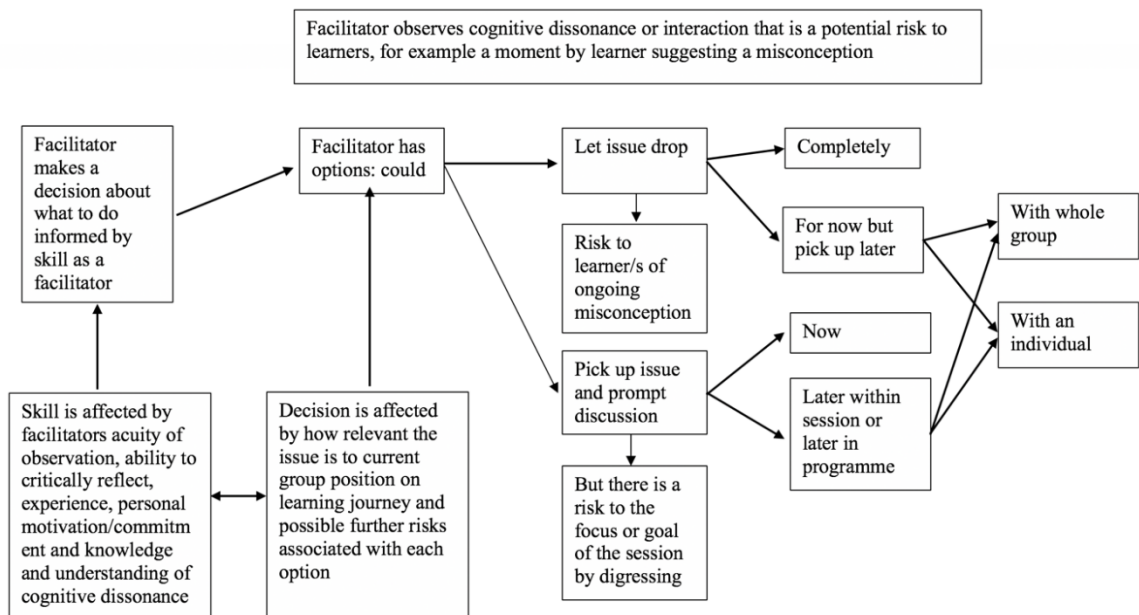 Facilitator observes cognitive dissonance or interaction that is a potential risk to
learners, for example a moment by learner suggesting a misconception
Facilitator
makes a
decision about
what to do
informed by
skill as a
facilitator
Facilitator has
options: could
Let issue drop
Completely
For now but
pick up later
With whole
group
Risk to
learner/s of
ongoing
misconception
With an
individual
Now
Pick up issue
and prompt
discussion
Later within
session or
later in
programme
Skill is affected by
facilitators acuity of
observation, ability to
critically reflect,
experience, personal
motivation/commitm
ent and knowledge
and understanding of
cognitive dissonance
Decision is affected
by how relevant the
issue is to current
group position on
learning journey and
possible further risks
associated with each
option
But there is a
risk to the
focus or goal
of the session
by digressing